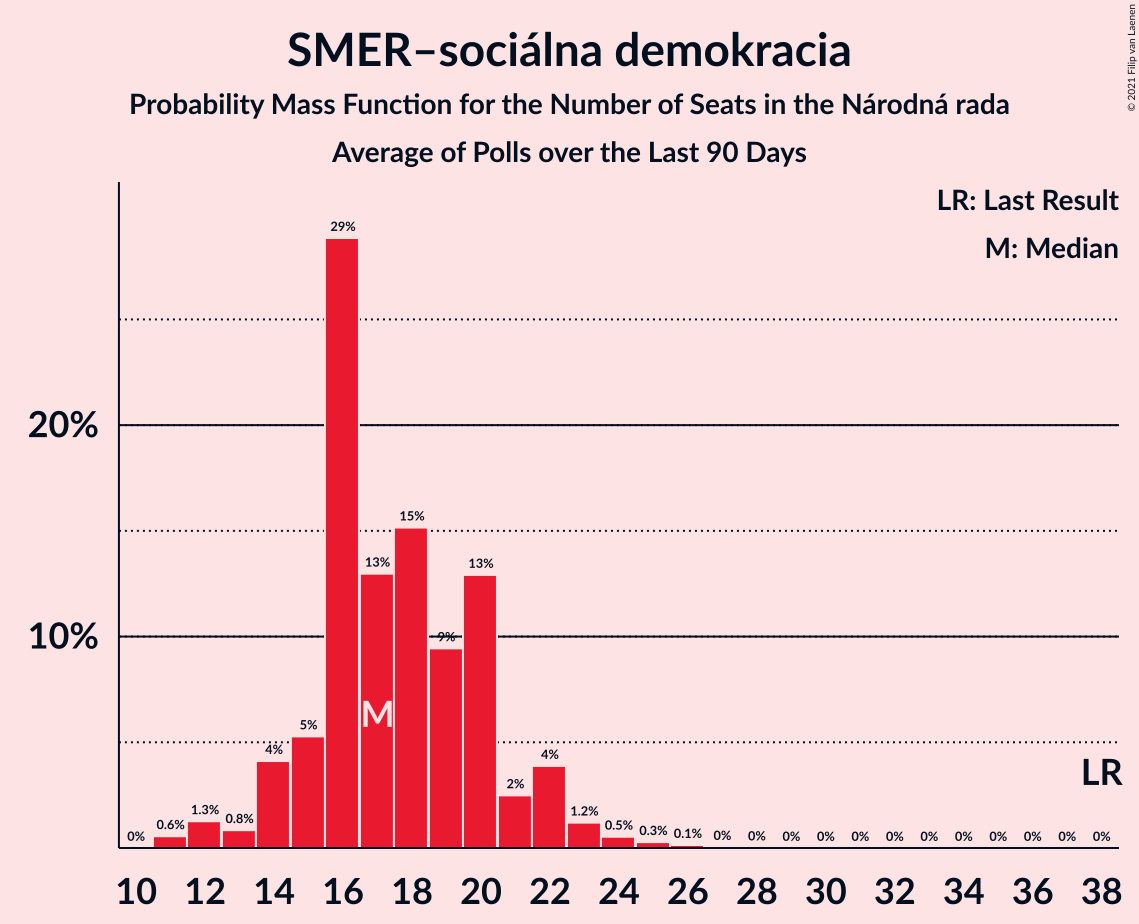 SMER–sociálna demokracia
Probability Mass Function for the Number of Seats in the Národná rada
Average of Polls over the Last 90 Days
© 2021 Filip van Laenen
LR: Last Result
M: Median
29%
20%
15%
13%
13%
10%
9%
M
5%
4%
4%
LR
2%
1.3%
1.2%
0% 0.6% 0.8% 0.5% 0.3% 0.1% 0% 0% 0% 0% 0% 0% 0% 0% 0% 0% 0% 0%
10 12 14 16 18 20 22 24 26 28 30 32 34 36 38